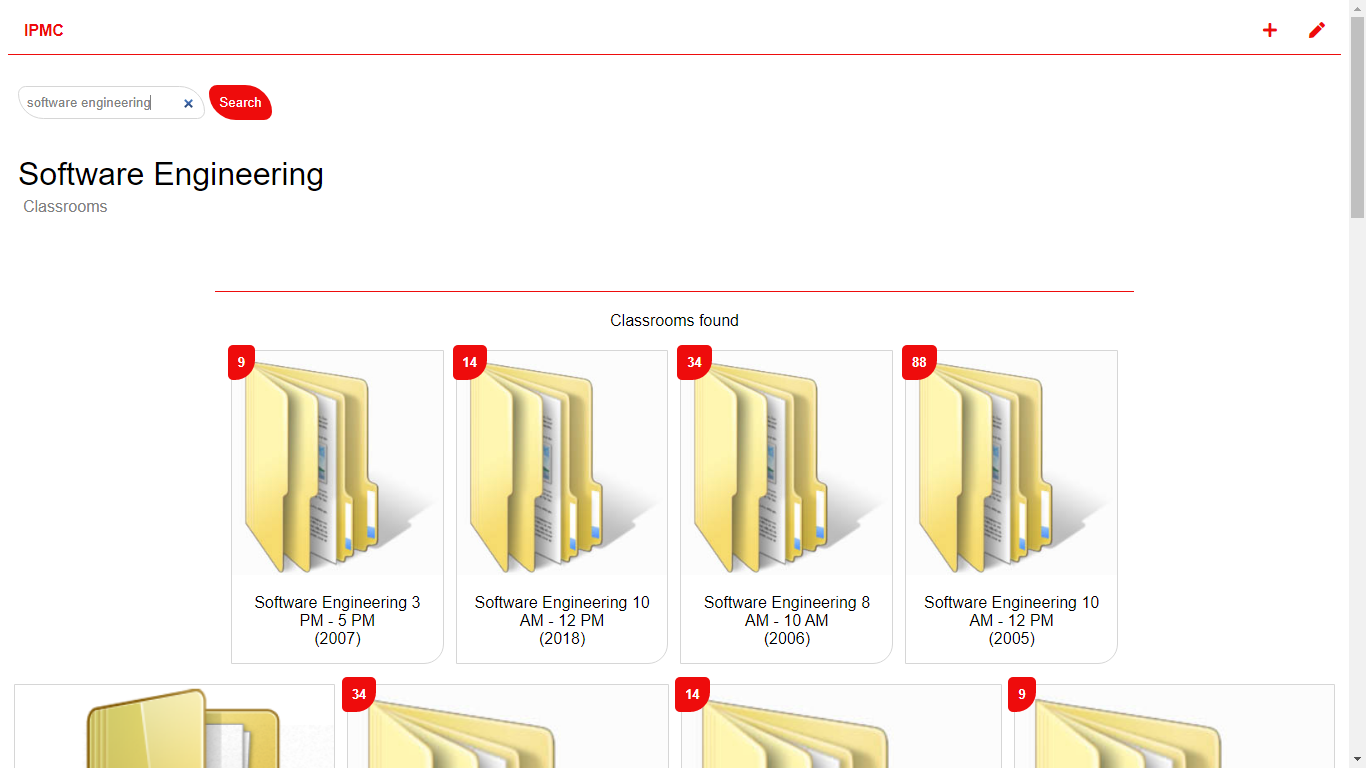 IPMC
software engineering
Search
Software Engineering
Classrooms
Classrooms found
9
14
34
88
Software Engineering 3
PM - 5 PM
(2007)
Software Engineering 10
AM - 12 PM
(2018)
Software Engineering 8
AM - 10 AM
(2006)
Software Engineering 10
AM - 12 PM
(2005)
34
14
9